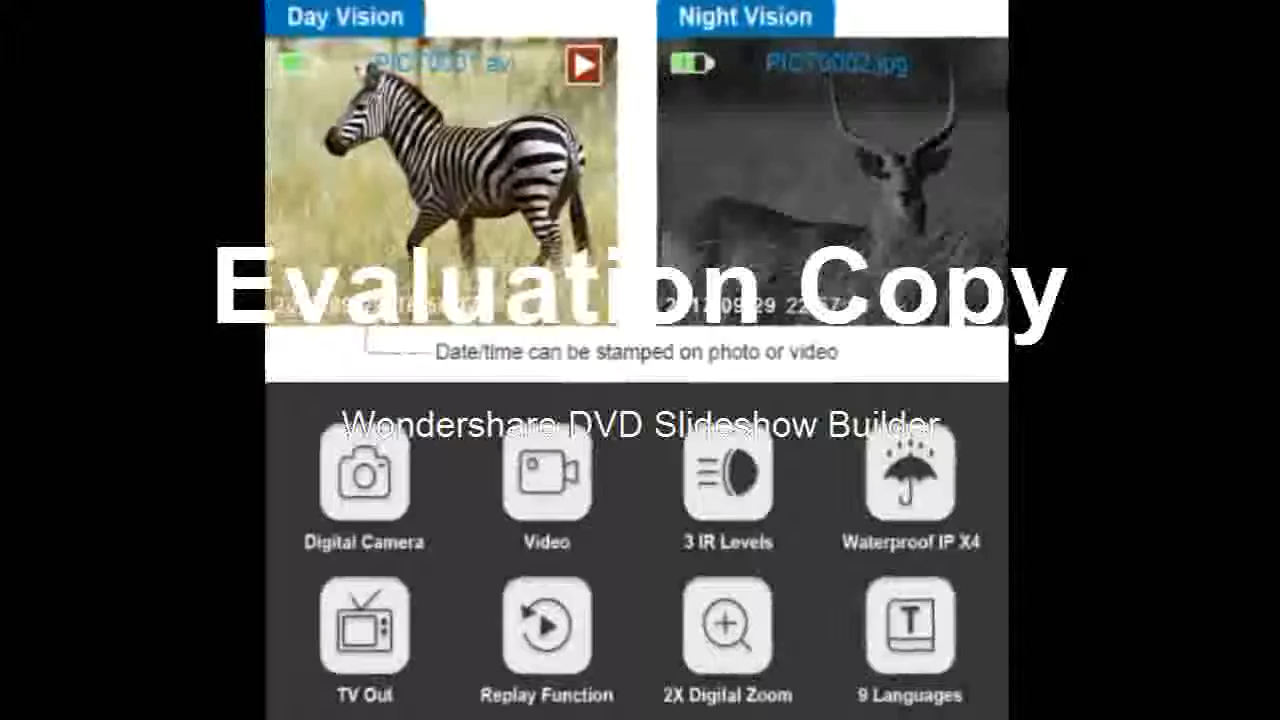 Day Vision
Night Vision
PICT0001.avi
PICT0002.jpg
Evaluation Copy
Date/time can be stamped on photo or video
Wondershare DVD Slideshow Builder
Digital Camera
Video
3 IR Levels
Waterproof IP X4
T
TV Out
Replay Function
2X Digital Zoom
9 Languages